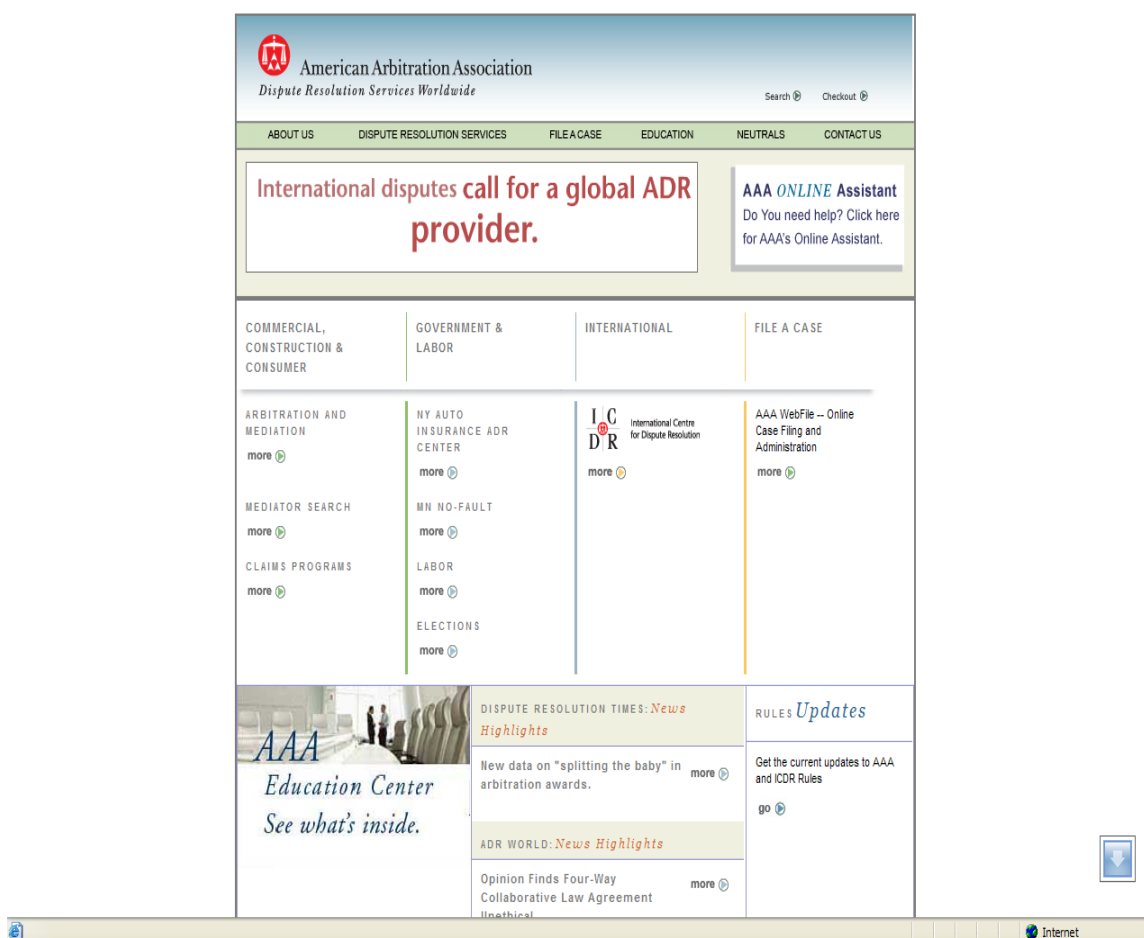 American Arbitration Association
Dispute Resolution Services Worldwide
Search
Checkout
ABOUT US
DISPUTE RESOLUTION SERVICES
FILE A CASE
EDUCATION
NEUTRALS
CONTACT US
International disputes call for a global ADR
provider.
AAA ONLINE Assistant
Do You need help? Click here
for AAA's Online Assistant.
COMMERCIAL,
CONSTRUCTION &
CONSUMER
GOVERNMENT &
LABOR
INTERNATIONAL
FILE A CASE
ARBITRATION AND
MEDIATION
more
MEDIATOR SEARCH
more
CLAIMS PROGRAMS
more
NY AUTO
INSURANCE ADR
CENTER
more
MN NO-FAULT
more
LABOR
more
ELECTIONS
more
I C
D R
International Centre
for Dispute Resolution
more
AAA WebFile -- Online
Case Filing and
Administration
more
AAA
Education Center
See what's inside.
DISPUTE RESOLUTION TIMES: News
Highlights
New data on "splitting the baby" in
arbitration awards.
more
ADR WORLD: News Highlights
Opinion Finds Four-Way
Collaborative Law Agreement
Unethical
more
RULES Updates
Get the current updates to AAA
and ICDR Rules
go
Internet